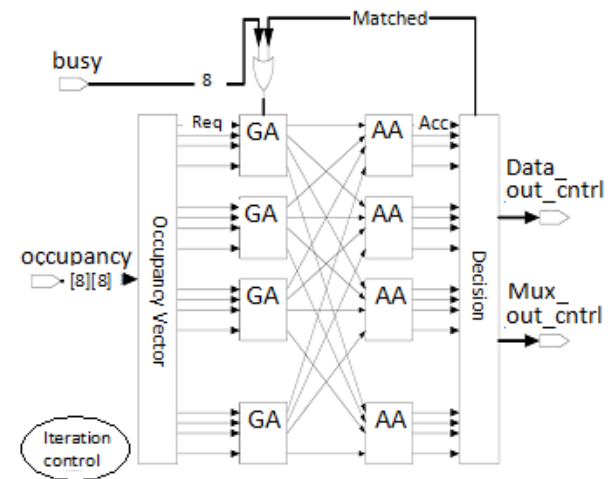 Matched
busy
8
Req
GA
AA
Acc
Data_
out_cntrl
GA
AA
Occupancy Vector
Decision
occupancy
[8][8]
GA
AA
Mux_
out_cntrl
GA
AA
Iteration
control